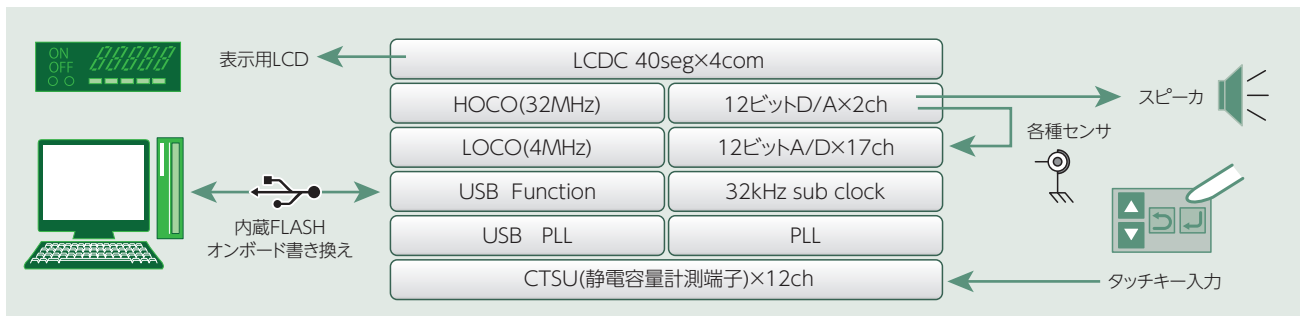 ON
OFF
88888
表示用LCD
LCDC 40seg×4com
HOCO(32MHz)
12ビットD/A×2ch
スピーカ
LOCO(4MHz)
12ビットA/D×17ch
各種センサ
USB Function
32kHz sub clock
内蔵FLASH
オンボード書き換え
USB PLL
PLL
CTSU(静電容量計測端子)×12ch
タッチキー入力